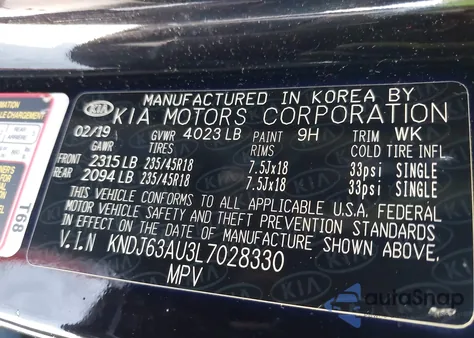 MANUFACTURED IN KOREA BY
KIA KIA MOTORS CORPORATION
02/19 GVWR 4023 LB PAINT 9H TRIM WK
GAWR TIRES RIMS COLD TIRE INFL
FRONT 2315 LB 235/45R18 7.5Jx18 33psi SINGLE
REAR 2094 LB 235/45R18 7.5Jx18 33psi SINGLE
THIS VEHICLE CONFORMS TO ALL APPLICABLE U.S.A. FEDERAL
MOTOR VEHICLE SAFETY AND THEFT PREVENTION STANDARDS
IN EFFECT ON THE DATE OF MANUFACTURE SHOWN ABOVE.
V.I.N KNDJ63AU3L7028330
MPV
T68
autoSnap